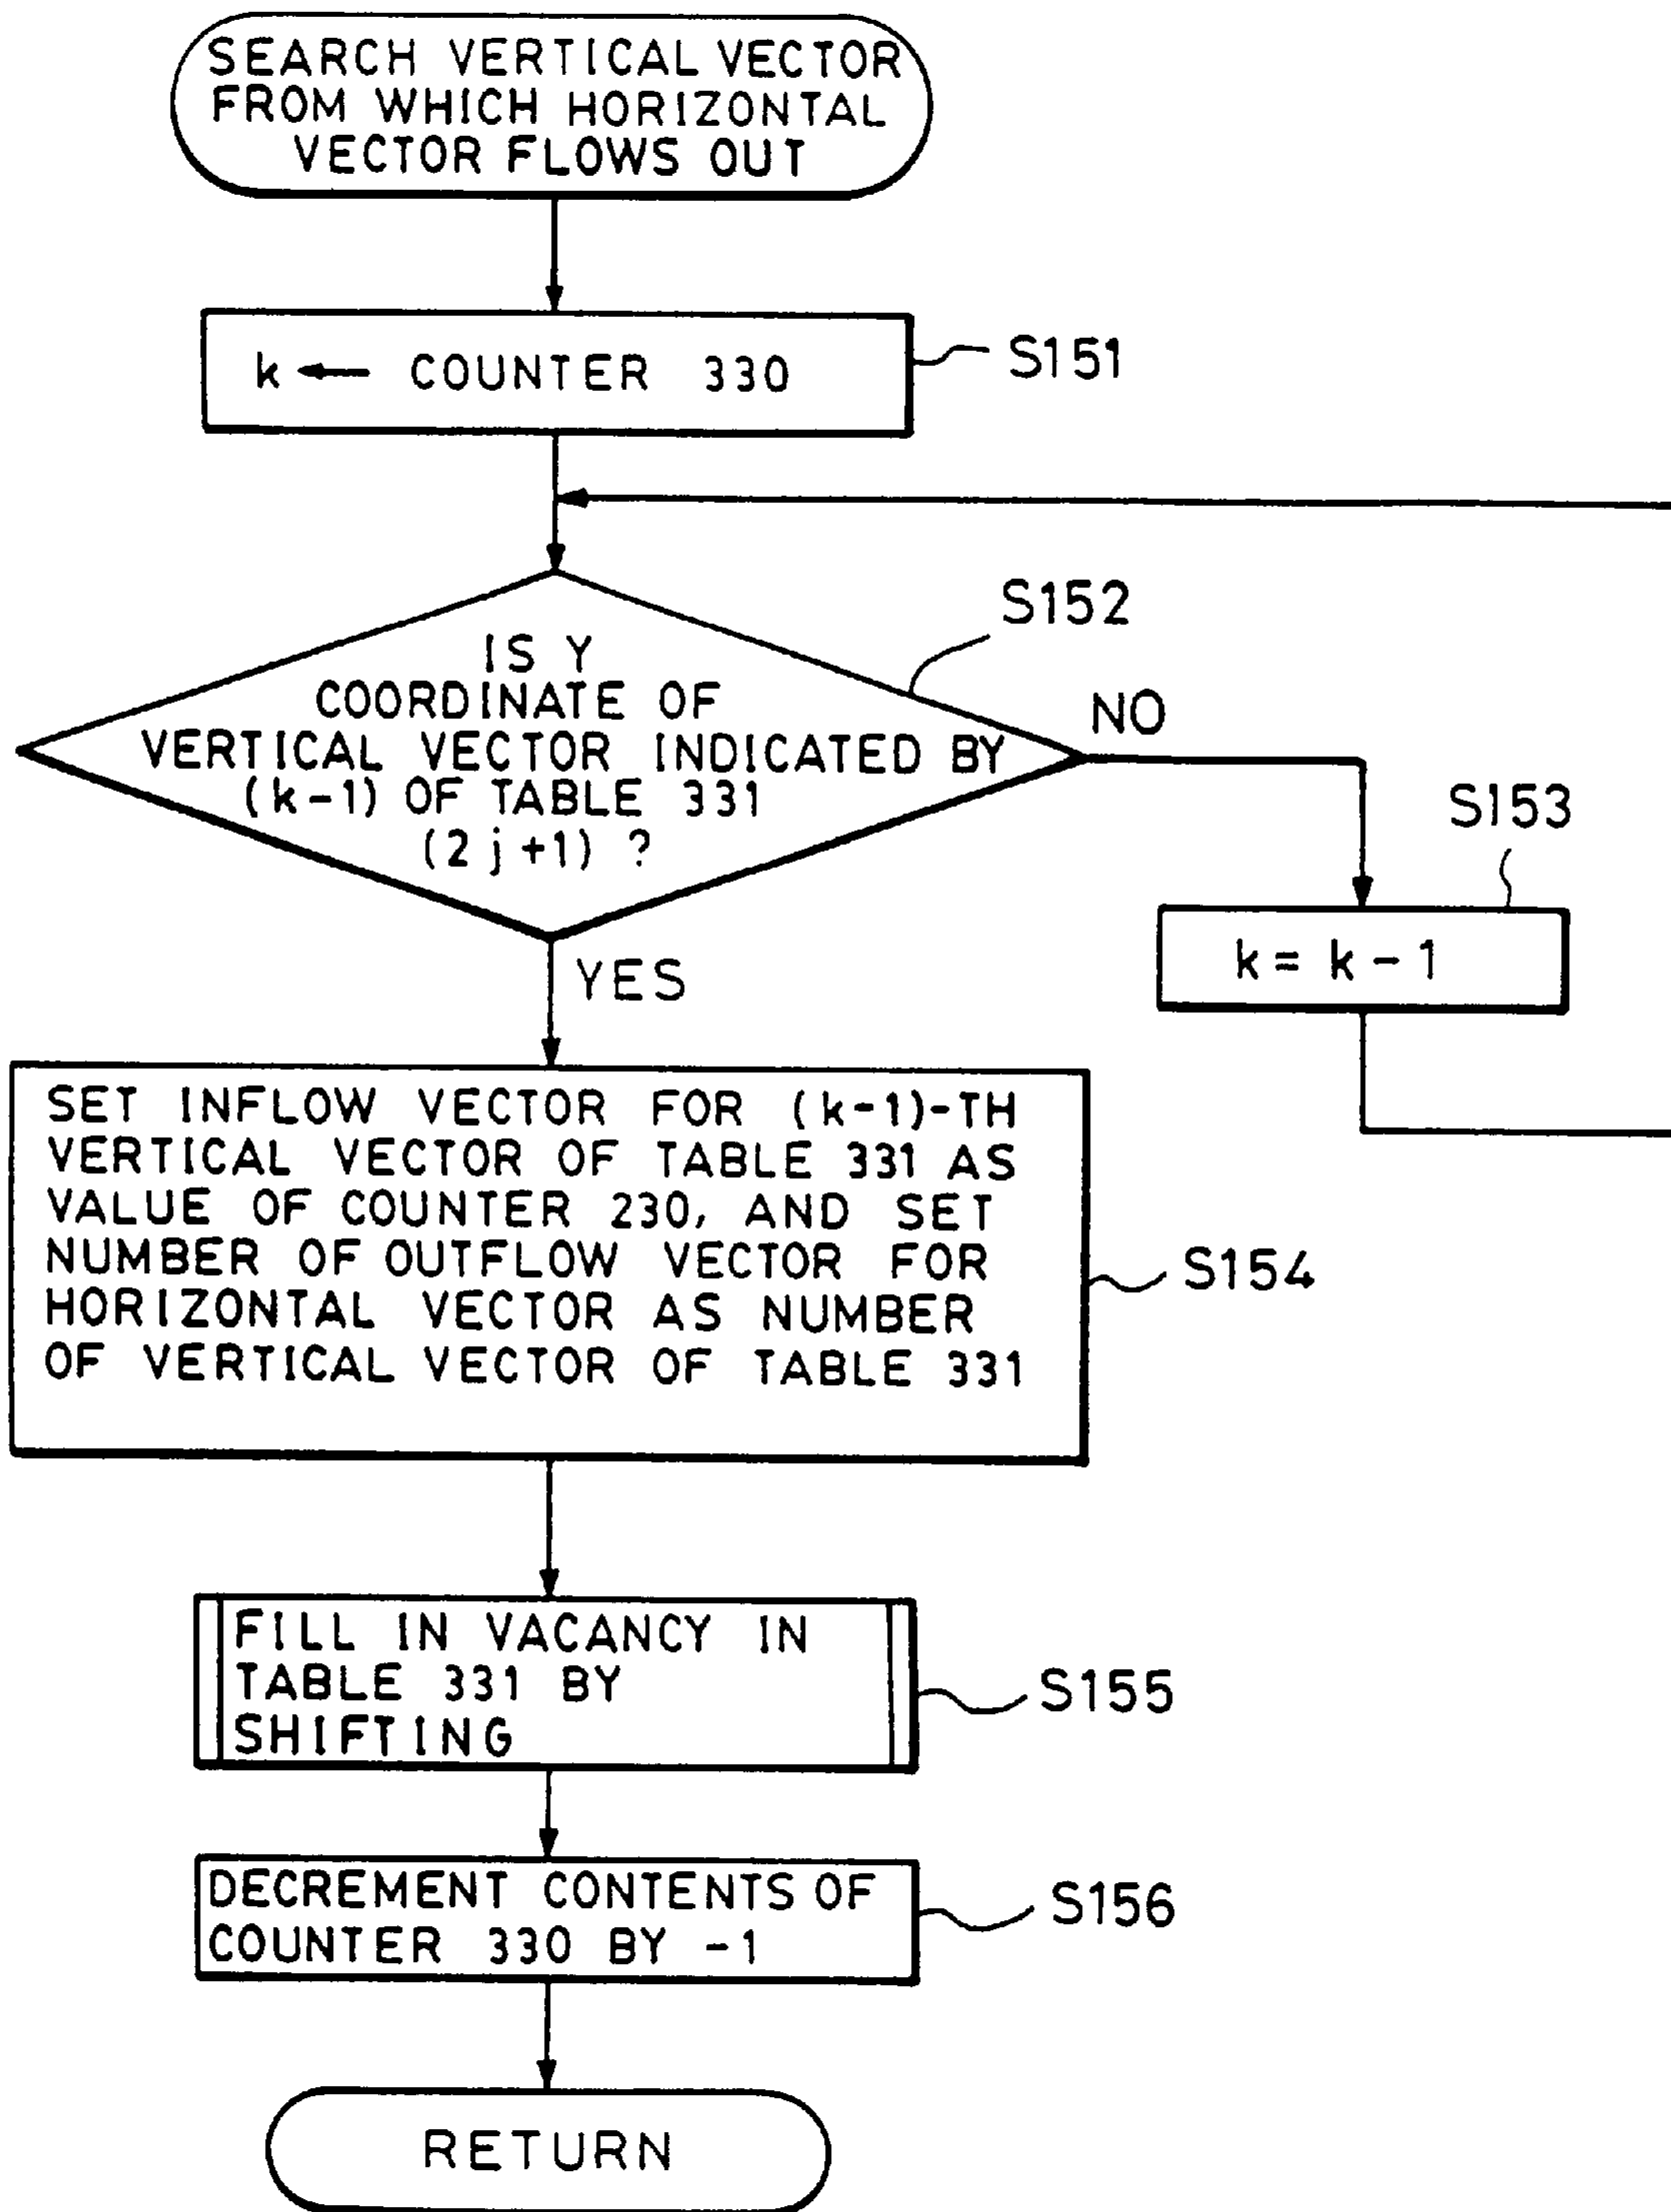 SEARCH VERTICAL VECTOR
FROM WHICH HORIZONTAL
VECTOR FLOWS OUT
k ← COUNTER 330
S151
S152
IS Y
COORDINATE OF
VERTICAL VECTOR INDICATED BY
(k-1) OF TABLE 331
(2j+1) ?
NO
S153
k = k - 1
YES
SET INFLOW VECTOR FOR (k-1)-TH
VERTICAL VECTOR OF TABLE 331 AS
VALUE OF COUNTER 230, AND SET
NUMBER OF OUTFLOW VECTOR FOR
HORIZONTAL VECTOR AS NUMBER
OF VERTICAL VECTOR OF TABLE 331
S154
FILL IN VACANCY IN
TABLE 331 BY
SHIFTING
S155
DECREMENT CONTENTS OF
COUNTER 330 BY -1
S156
RETURN